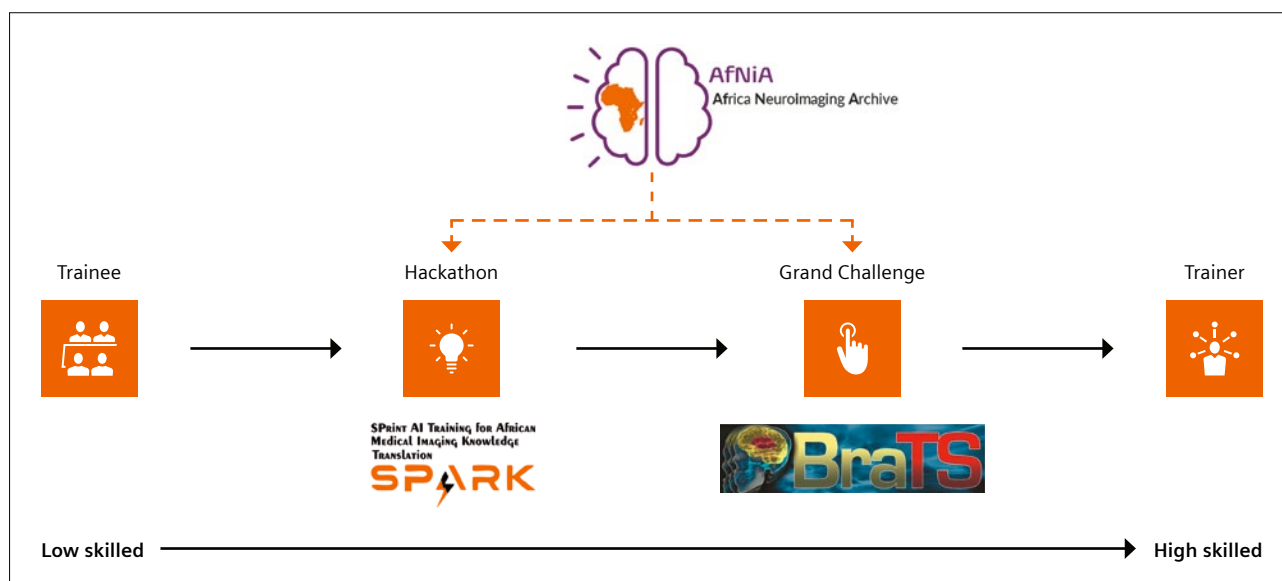 AfNiA
Africa Neuroimaging Archive
Trainee
Hackathon
Grand Challenge
Trainer
SPrint AI Training for African
Medical Imaging Knowledge
Translation
SPARK
BraTS
Low skilled
High skilled